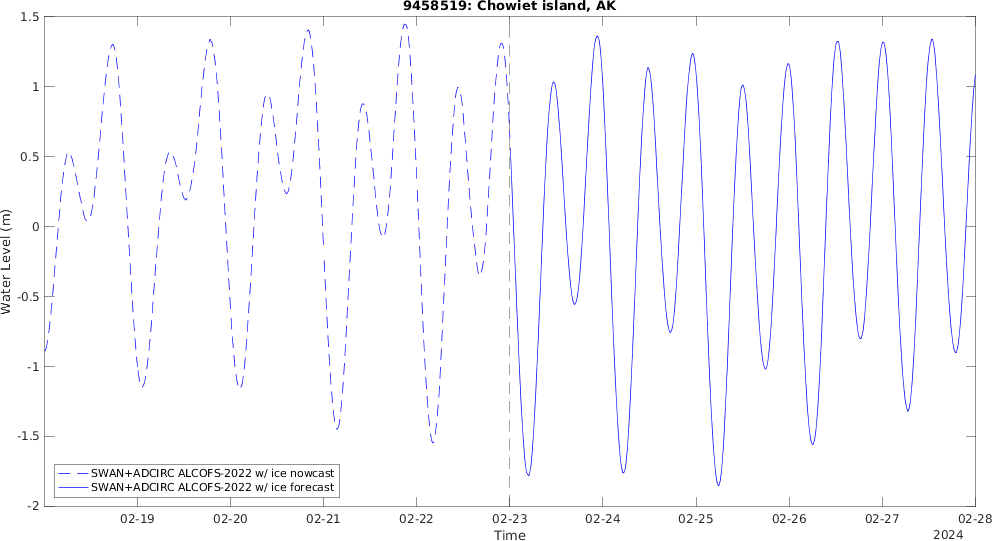 9458519: Chowiet island, AK
Water Level (m)
1.5
1
0.5
0
-0.5
-1
-1.5
-2
SWAN+ADCIRC ALCOFS-2022 w/ ice nowcast
SWAN+ADCIRC ALCOFS-2022 w/ ice forecast
02-19 02-20 02-21 02-22 02-23 02-24 02-25 02-26 02-27 02-28
Time
2024